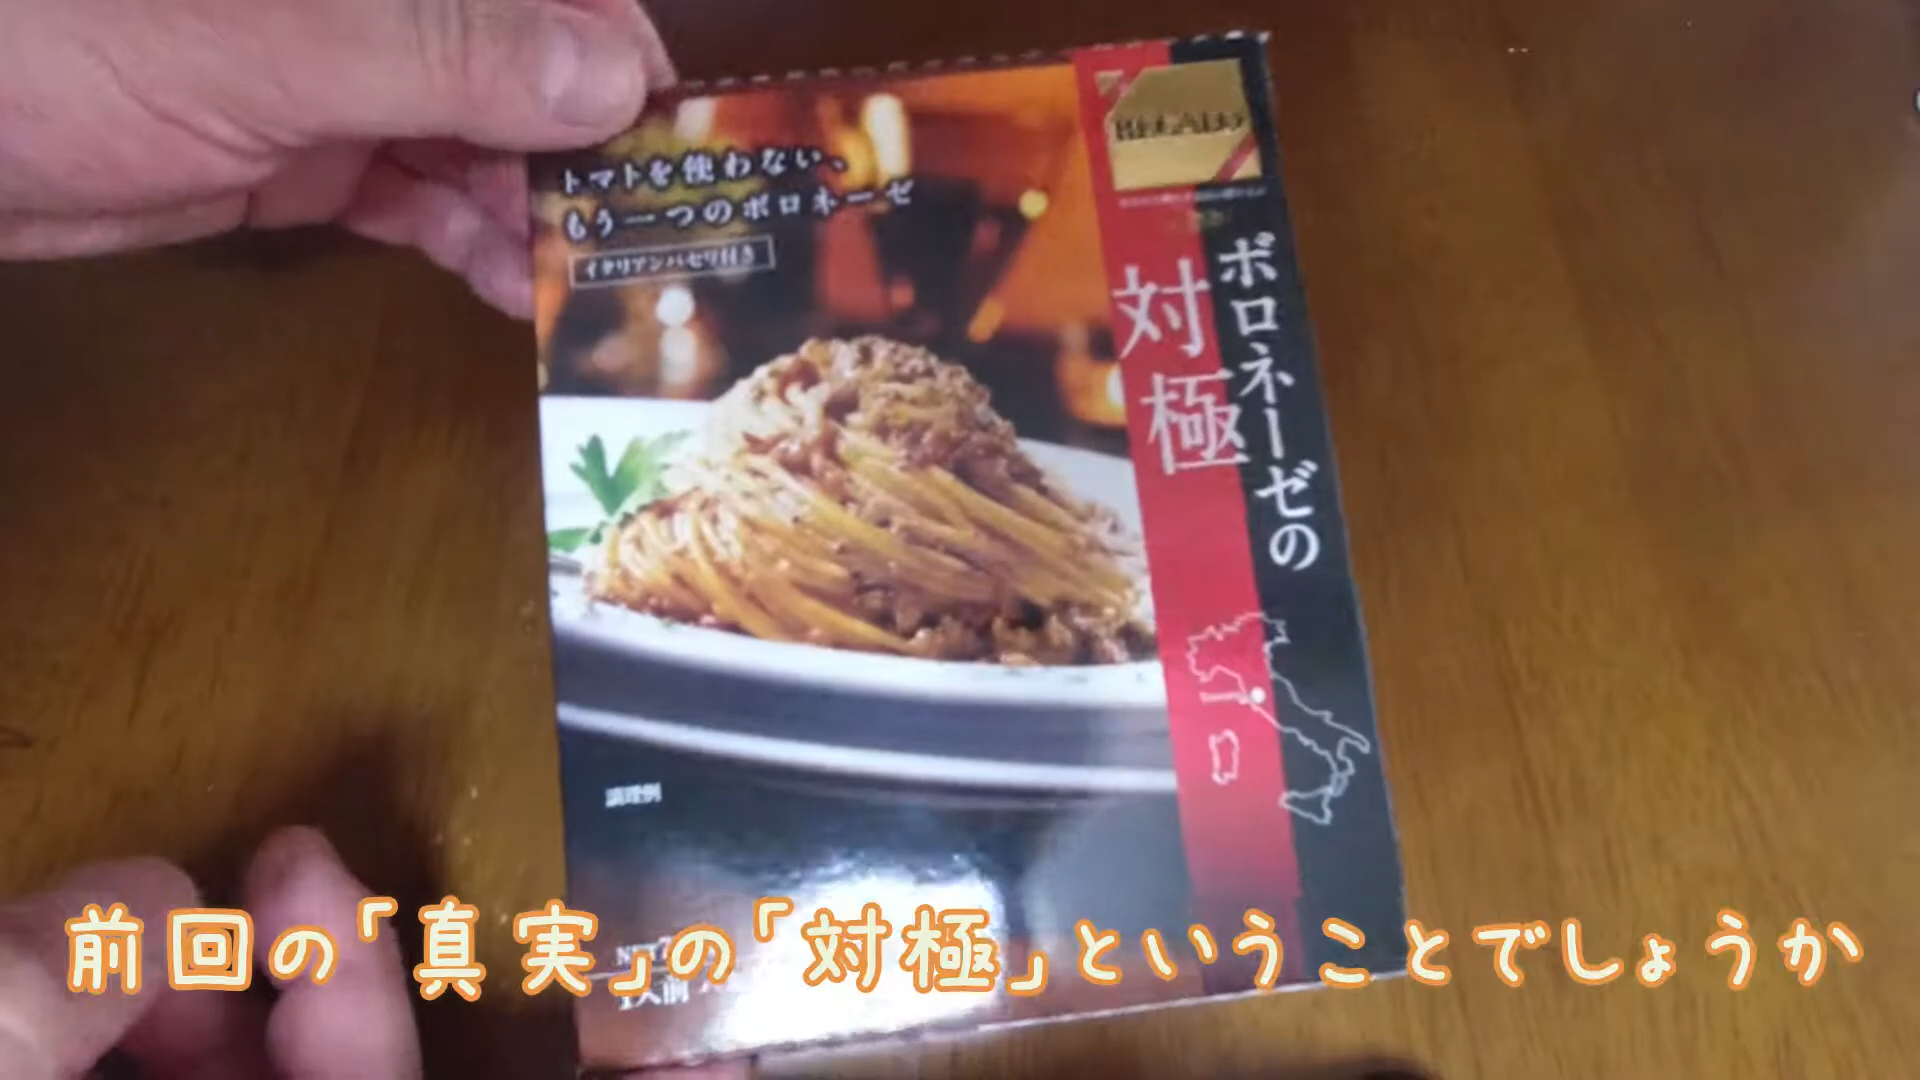 トマトを使わない、
もう一つのボロネーゼ
イタリアンパセリ付き
ボロネーゼの
対極
調理例
1人前
前回の「真実」の「対極」ということでしょうか